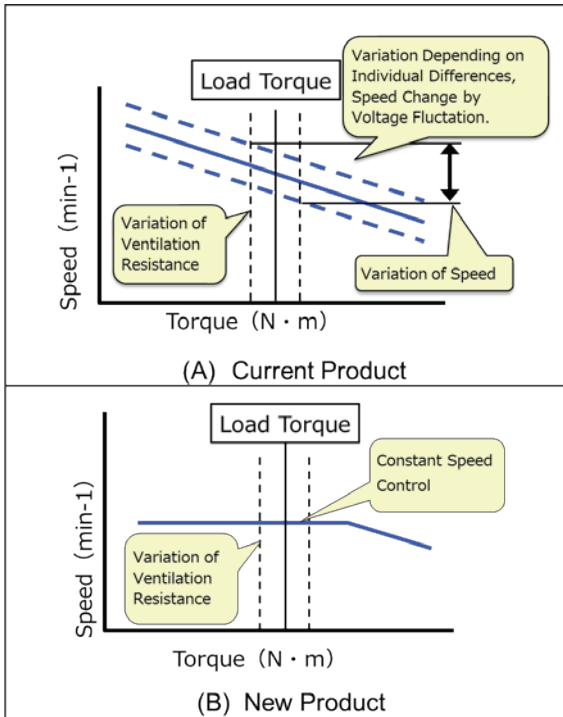 Load Torque
Variation Depending on
Individual Differences,
Speed Change by
Voltage Fluctation.
Variation of
Ventilation
Resistance
Variation of Speed
Speed (min-1)
Torque (N・m)
(A) Current Product
Load Torque
Constant Speed
Control
Variation of
Ventilation
Resistance
Speed (min-1)
Torque (N・m)
(B) New Product